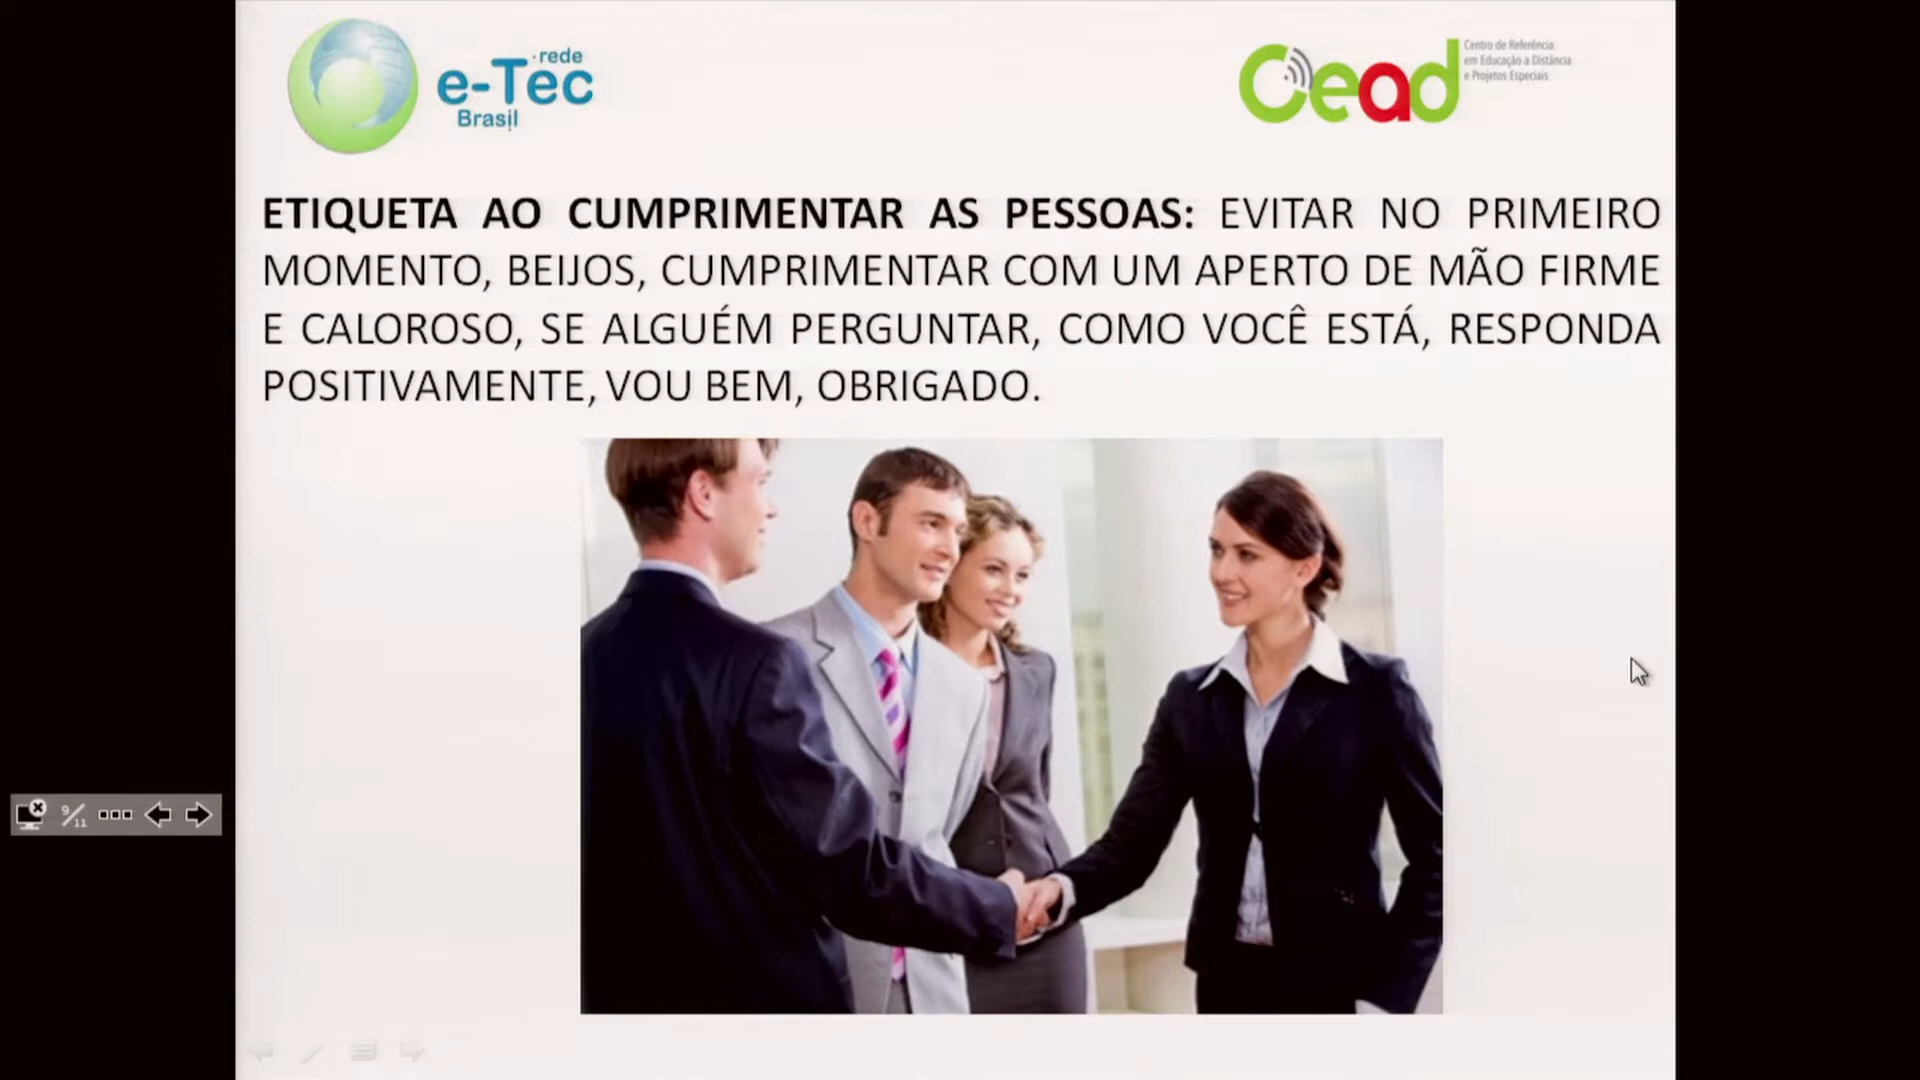 rede
e-Tec
Brasil
Cead
Centro de Referência
em Educação a Distância
e Projetos Especiais
ETIQUETA AO CUMPRIMENTAR AS PESSOAS: EVITAR NO PRIMEIRO
MOMENTO, BEIJOS, CUMPRIMENTAR COM UM APERTO DE MÃO FIRME
E CALOROSO, SE ALGUÉM PERGUNTAR, COMO VOCÊ ESTÁ, RESPONDA
POSITIVAMENTE, VOU BEM, OBRIGADO.
9/11